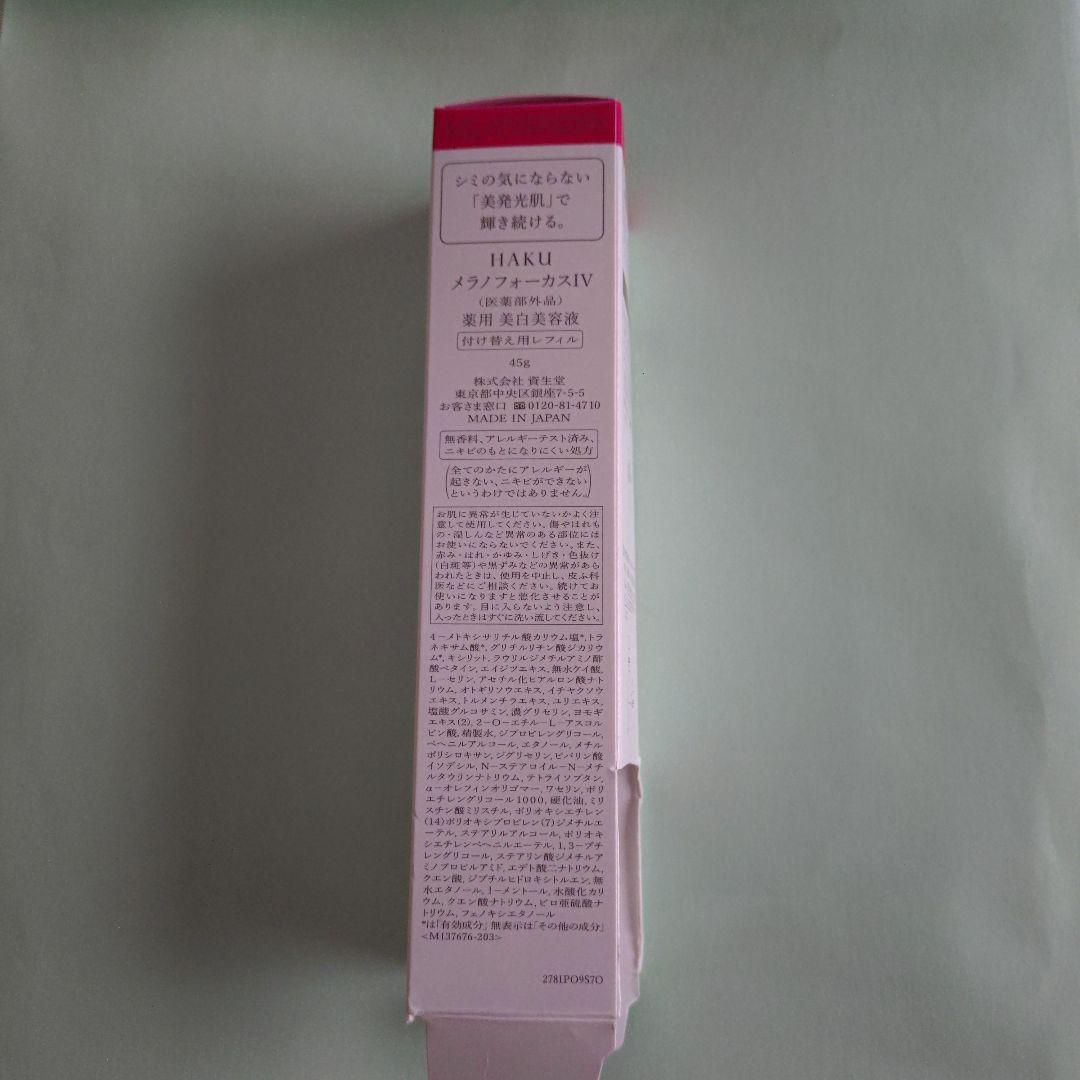 シミの気にならない
「美発光肌」で
輝き続ける。
HAKU
メラノフォーカスIV
（医薬部外品）
薬用 美白美容液
付け替え用レフィル
45g
株式会社 資生堂
東京都中央区銀座7-5-5
お客さま窓口 0120-81-4710
MADE IN JAPAN
無香料、アレルギーテスト済み、
ニキビのもとになりにくい処方
(全てのかたにアレルギーが
起きない、ニキビができない
というわけではありません。)
お肌に異常が生じていないかよく注
意して使用してください。傷やはれも
の・湿しんなど異常のある部位には
お使いにならないでください。また、
赤み・はれ・かゆみ・しげき・色抜け
(白斑等)や黒ずみなどの異常があら
われたときは、使用を中止し、皮ふ科
医などにご相談ください。続けてお
使いになりますと悪化させることが
あります。目に入らないよう注意し、
入ったときはすぐに洗い流してください。
4－メトキシサリチル酸カリウム塩*,トラ
ネキサム酸*,グリチルリチン酸ジカリウ
ム*,キシリット,ラウリルジメチルアミノ酢
酸ベタイン,エイジツエキス,無水ケイ酸,
L－セリン,アセチル化ヒアルロン酸ナト
リウム,オトギリソウエキス,イチヤクソウ
エキス,トルメンチラエキス,ユリエキス,
塩酸グルコサミン,濃グリセリン,ヨモギ
エキス(2),2－O－エチル－L－アスコル
ビン酸,精製水,ジプロピレングリコール,
ベヘニルアルコール,エタノール,メチル
ポリシロキサン,ジグリセリン,ピバリン酸
イソデシル,N－ステアロイル－N－メチ
ルタウリンナトリウム,テトライソブタン,
α－オレフィンオリゴマー,ワセリン,ポリ
エチレングリコール1000,硬化油,ミリ
スチン酸ミリスチル,ポリオキシエチレン
(14)ポリオキシプロピレン(7)ジメチルエ
ーテル,ステアリルアルコール,ポリオキ
シエチレンベヘニルエーテル,1,3－ブチ
レングリコール,ステアリン酸ジメチルア
ミノプロピルアミド,エデト酸二ナトリウム,
クエン酸,ジブチルヒドロキシトルエン,無
水エタノール,l－メントール,水酸化カリ
ウム,クエン酸ナトリウム,ピロ亜硫酸ナ
トリウム,フェノキシエタノール
*は「有効成分」無表示は「その他の成分」
<M137676-203>
2781PO9S7O